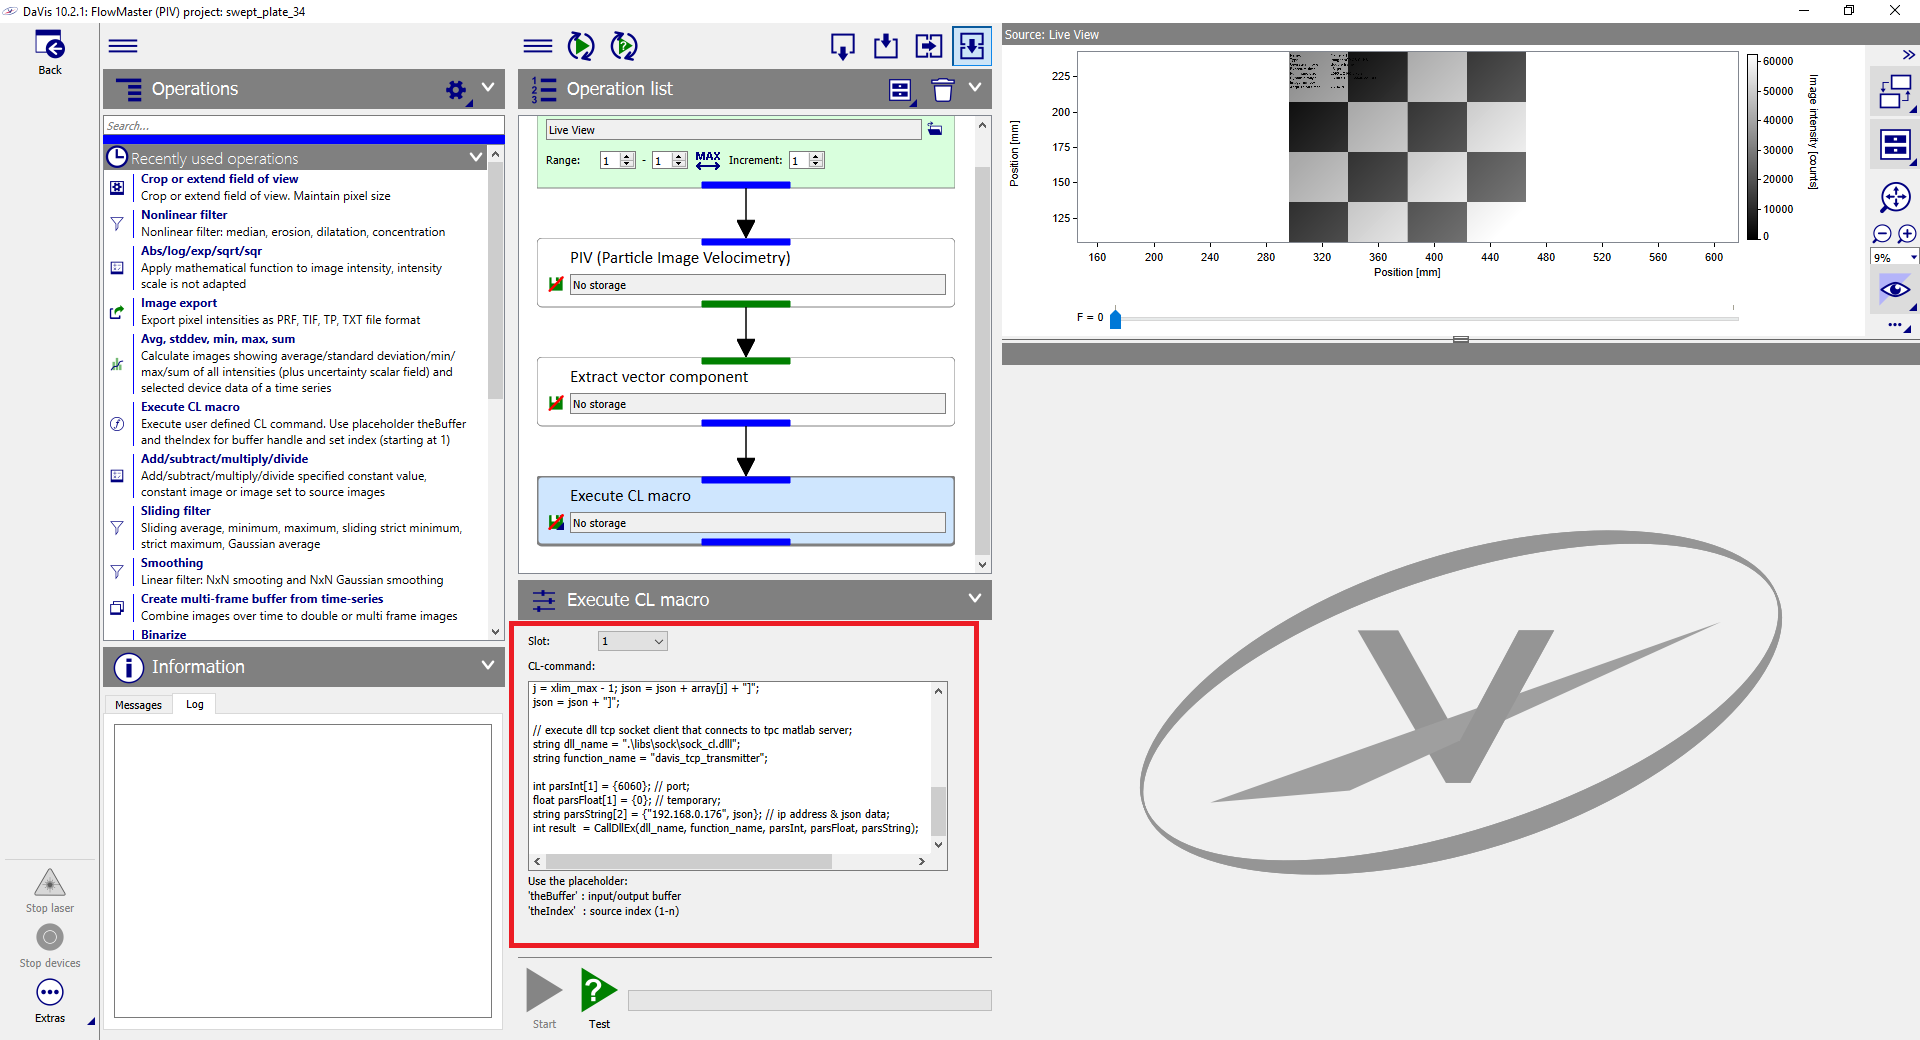 DaVis 10.2.1: FlowMaster (PIV) project: swept_plate_34
Back
Operations
Search...
Recently used operations
Crop or extend field of view
Crop or extend field of view. Maintain pixel size
Nonlinear filter
Nonlinear filter: median, erosion, dilatation, concentration
Abs/log/exp/sqrt/sqr
Apply mathematical function to image intensity, intensity
scale is not adapted
Image export
Export pixel intensities as PRF, TIF, TP, TXT file format
Avg, stddev, min, max, sum
Calculate images showing average/standard deviation/min/
max/sum of all intensities (plus uncertainty scalar field) and
selected device data of a time series
Execute CL macro
Execute user defined CL command. Use placeholder theBuffer
and theIndex for buffer handle and set index (starting at 1)
Add/subtract/multiply/divide
Add/subtract/multiply/divide specified constant value,
constant image or image set to source images
Sliding filter
Sliding average, minimum, maximum, sliding strict minimum,
strict maximum, Gaussian average
Smoothing
Linear filter: NxN smooting and NxN Gaussian smoothing
Create multi-frame buffer from time-series
Combine images over time to double or multi frame images
Binarize
Information
Messages
Log
Stop laser
Stop devices
Extras
1
2
3
Operation list
Live View
Range: 1 - 1 MAX Increment: 1
PIV (Particle Image Velocimetry)
No storage
Extract vector component
No storage
Execute CL macro
No storage
Execute CL macro
Slot: 1
CL-command:
j = xlim_max - 1; json = json + array[j] + "]";
json = json + "]";
// execute dll tcp socket client that connects to tpc matlab server;
string dll_name = ".\libs\sock\sock_cl.dlll";
string function_name = "davis_tcp_transmitter";
int parsInt[1] = {6060}; // port;
float parsFloat[1] = {0}; // temporary;
string parsString[2] = {"192.168.0.176", json}; // ip address & json data;
int result  = CallDllEx(dll_name, function_name, parsInt, parsFloat, parsString);
Use the placeholder:
'theBuffer' : input/output buffer
'theIndex'  : source index (1-n)
Start
Test
Source: Live View
Position [mm]
225
200
175
150
125
160 200 240 280 320 360 400 440 480 520 560 600
Position [mm]
60000
50000
40000
30000
20000
10000
0
Image intensity [counts]
F = 0
9%